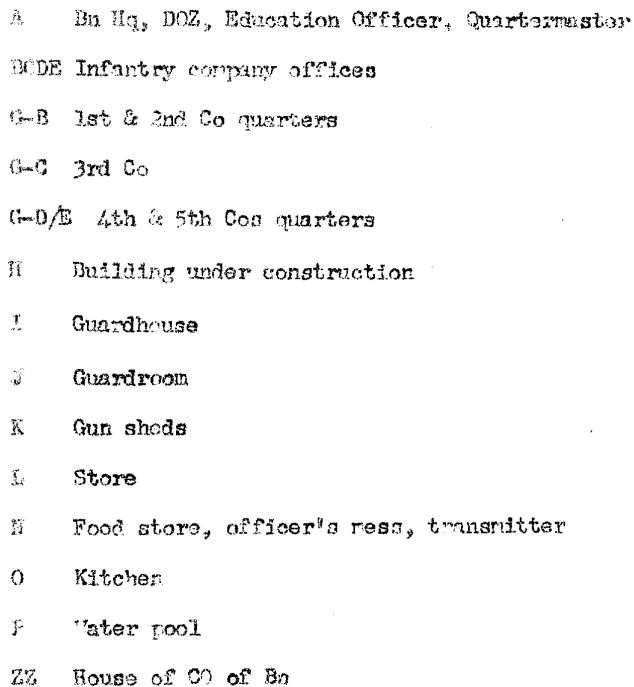 A Bn Hq, DOZ, Education Officer, Quartermaster
BCDE Infantry company offices
G-B 1st & 2nd Co quarters
G-C 3rd Co
G-D/E 4th & 5th Cos quarters
H Building under construction
I Guardhouse
J Guardroom
K Gun sheds
L Store
N Food store, officer's mess, transmitter
O Kitchen
P Water pool
ZZ House of CO of Bn